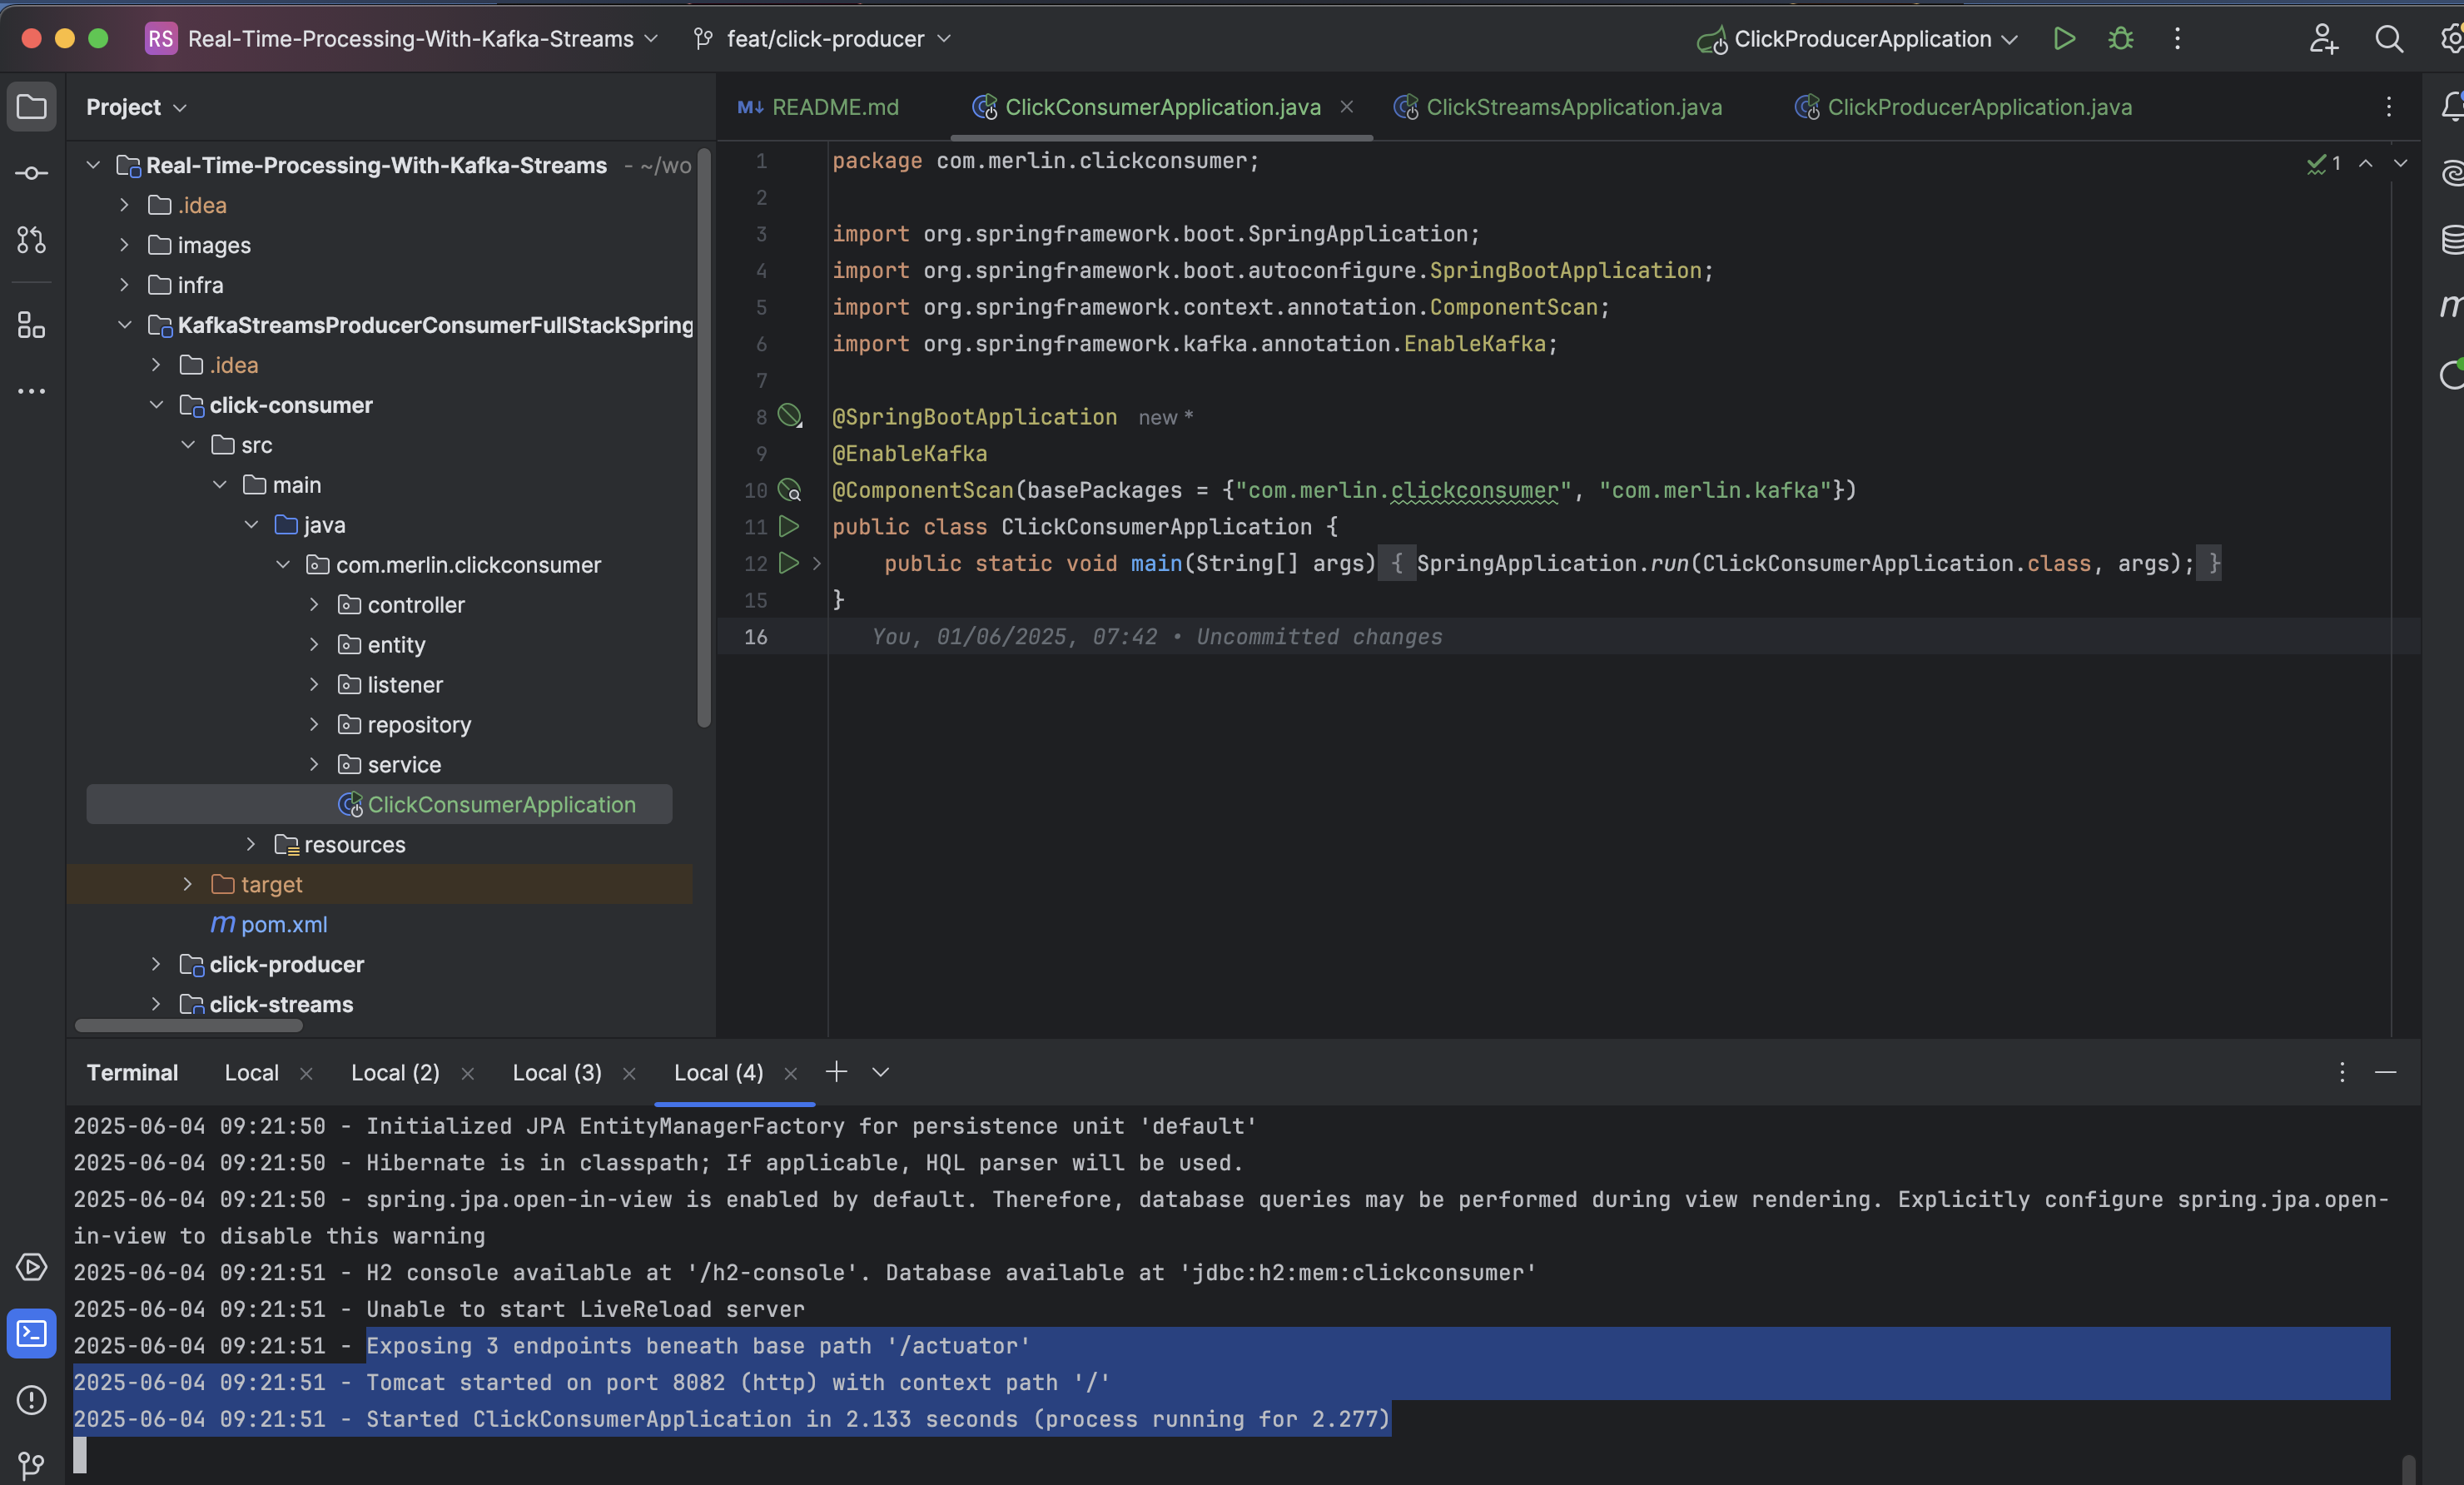 RS Real-Time-Processing-With-Kafka-Streams feat/click-producer ClickProducerApplication
Project
Real-Time-Processing-With-Kafka-Streams - ~/wo
.idea
images
infra
KafkaStreamsProducerConsumerFullStackSpring
.idea
click-consumer
src
main
java
com.merlin.clickconsumer
controller
entity
listener
repository
service
ClickConsumerApplication
resources
target
m pom.xml
click-producer
click-streams
M↓ README.md ClickConsumerApplication.java ClickStreamsApplication.java ClickProducerApplication.java
1 package com.merlin.clickconsumer;
1
2
3 import org.springframework.boot.SpringApplication;
4 import org.springframework.boot.autoconfigure.SpringBootApplication;
5 import org.springframework.context.annotation.ComponentScan;
6 import org.springframework.kafka.annotation.EnableKafka;
7
8 @SpringBootApplication new *
9 @EnableKafka
10 @ComponentScan(basePackages = {"com.merlin.clickconsumer", "com.merlin.kafka"})
11 public class ClickConsumerApplication {
12 public static void main(String[] args) { SpringApplication.run(ClickConsumerApplication.class, args); }
15 }
16 You, 01/06/2025, 07:42 • Uncommitted changes
Terminal Local Local (2) Local (3) Local (4)
2025-06-04 09:21:50 - Initialized JPA EntityManagerFactory for persistence unit 'default'
2025-06-04 09:21:50 - Hibernate is in classpath; If applicable, HQL parser will be used.
2025-06-04 09:21:50 - spring.jpa.open-in-view is enabled by default. Therefore, database queries may be performed during view rendering. Explicitly configure spring.jpa.open-
in-view to disable this warning
2025-06-04 09:21:51 - H2 console available at '/h2-console'. Database available at 'jdbc:h2:mem:clickconsumer'
2025-06-04 09:21:51 - Unable to start LiveReload server
2025-06-04 09:21:51 - Exposing 3 endpoints beneath base path '/actuator'
2025-06-04 09:21:51 - Tomcat started on port 8082 (http) with context path '/'
2025-06-04 09:21:51 - Started ClickConsumerApplication in 2.133 seconds (process running for 2.277)